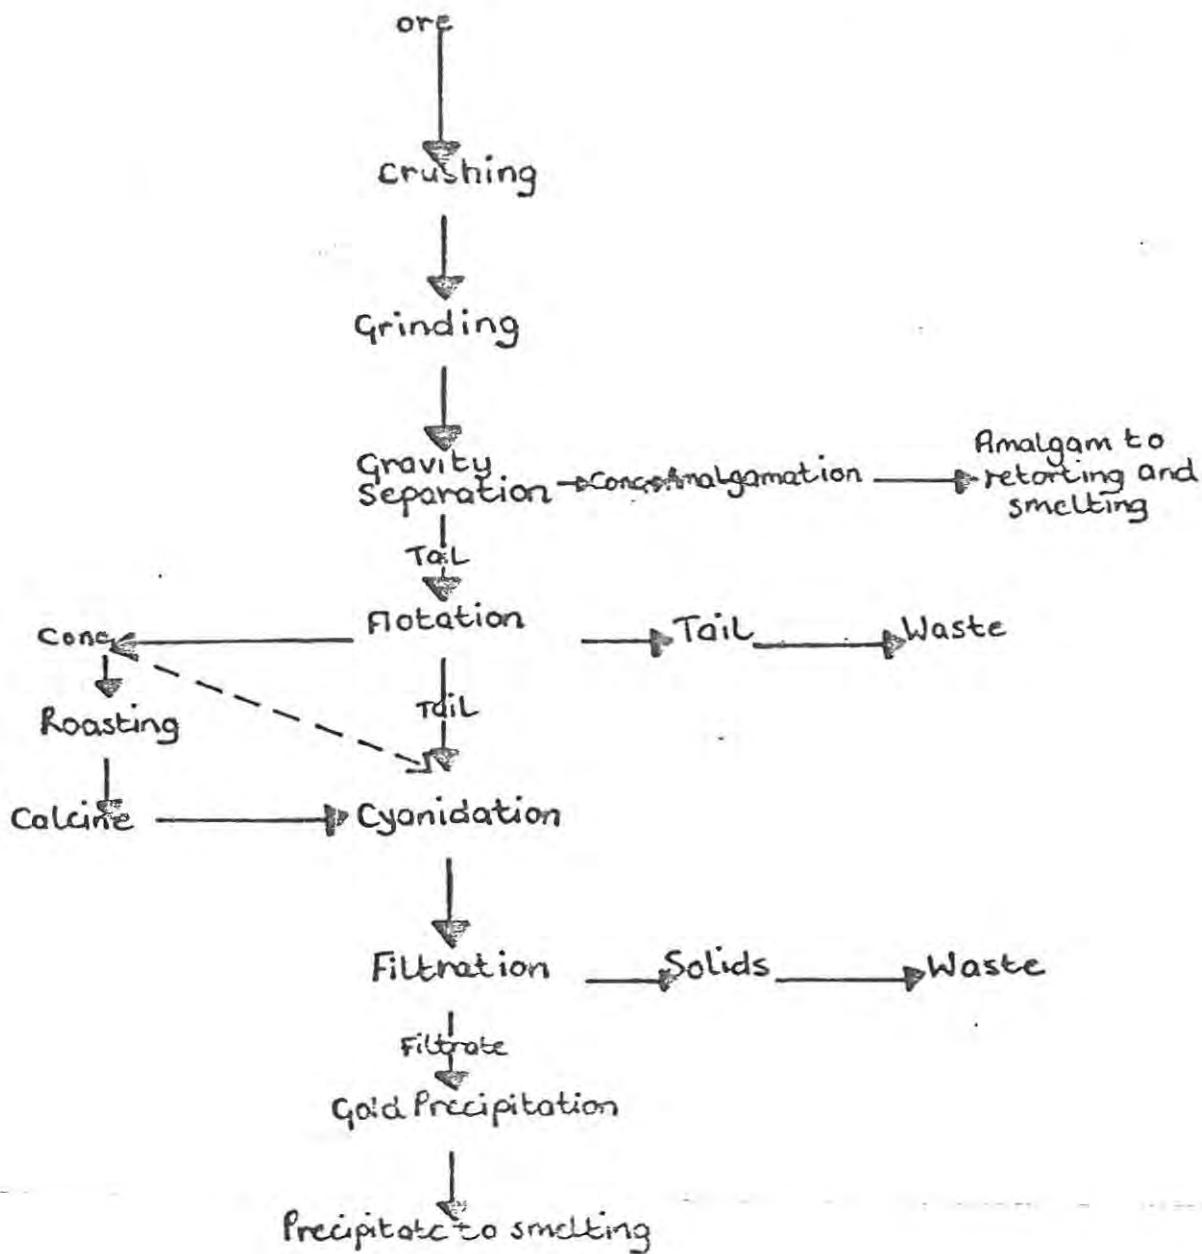 ore
Crushing
Grinding
Gravity
Separation
Conc
Amalgamation
Amalgam to
retorting and
smelting
Tail
Flotation
Conc
Tail
Waste
Roasting
Tail
Calcine
Cyanidation
Filtration
Solids
Waste
Filtrate
Gold Precipitation
Precipitate to smelting